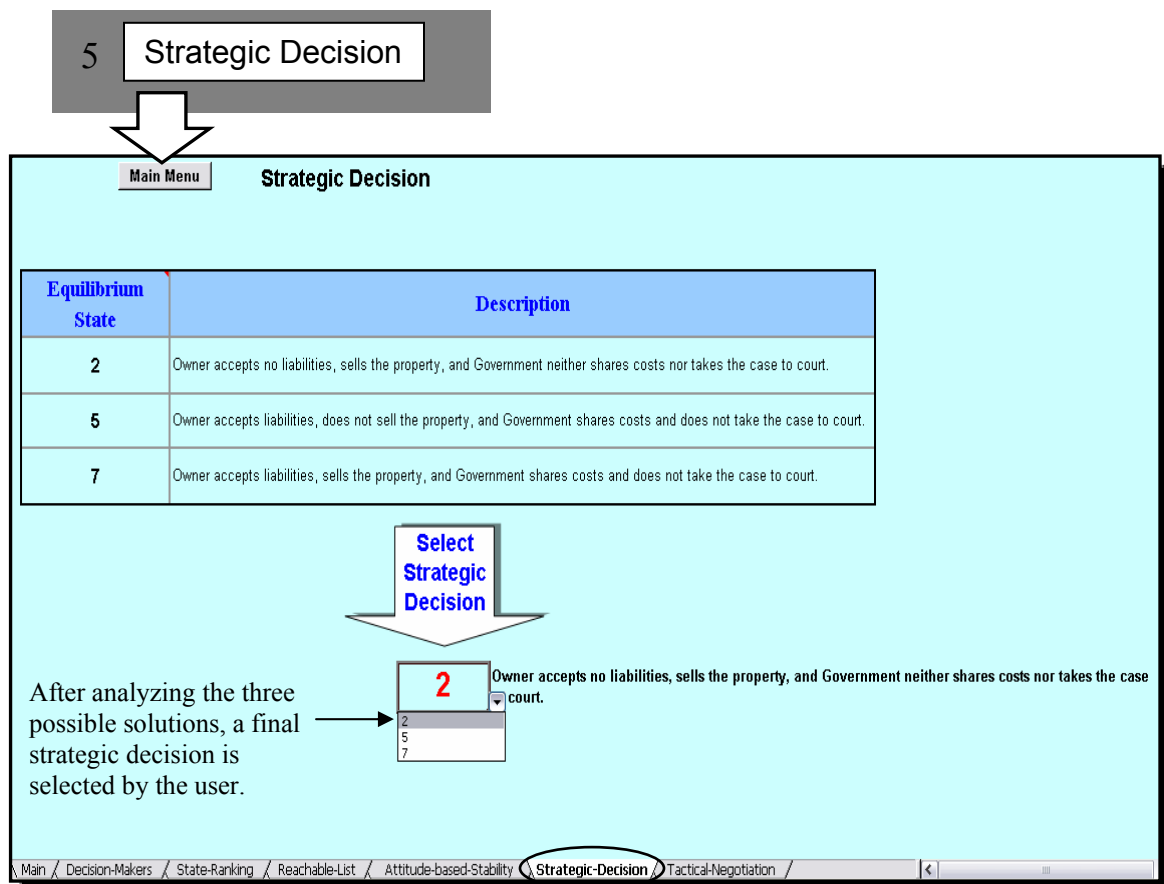 5 Strategic Decision
Main Menu Strategic Decision
Equilibrium
State
Description
2 Owner accepts no liabilities, sells the property, and Government neither shares costs nor takes the case to court.
5 Owner accepts liabilities, does not sell the property, and Government shares costs and does not take the case to court.
7 Owner accepts liabilities, sells the property, and Government shares costs and does not take the case to court.
Select
Strategic
Decision
2 Owner accepts no liabilities, sells the property, and Government neither shares costs nor takes the case
court.
2
5
7
After analyzing the three
possible solutions, a final
strategic decision is
selected by the user.
Main / Decision-Makers / State-Ranking / Reachable-List / Attitude-based-Stability \ Strategic-Decision / Tactical-Negotiation /